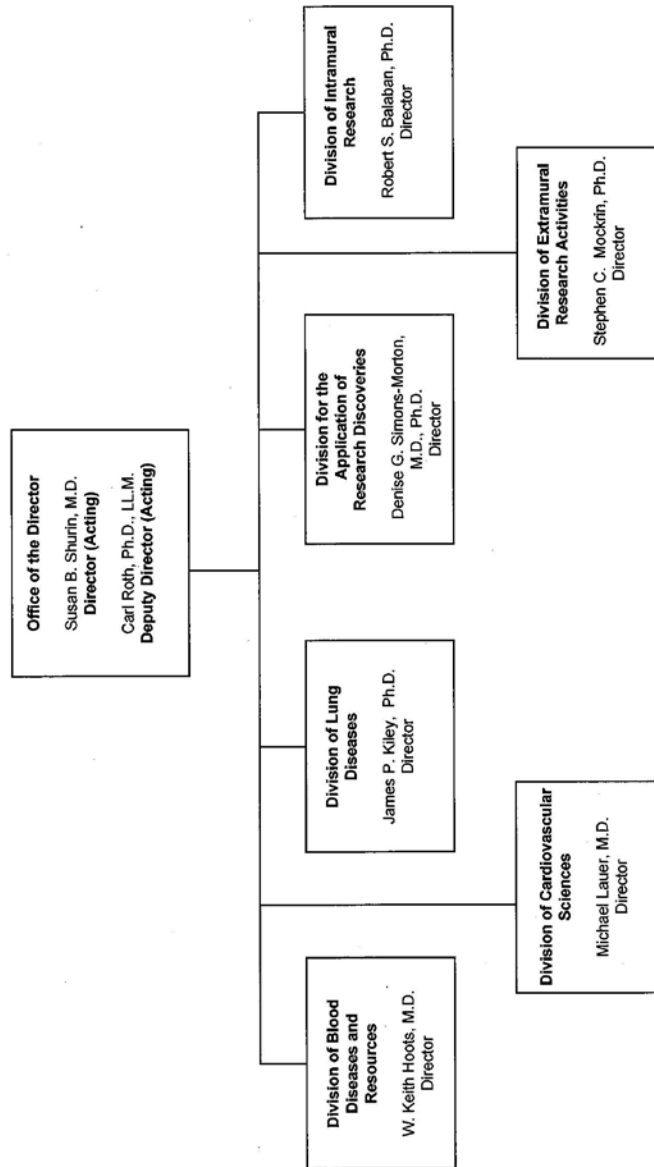 Office of the Director
Susan B. Shurin, M.D.
Director (Acting)
Carl Roth, Ph.D., LL.M.
Deputy Director (Acting)
Division of Blood
Diseases and
Resources
W. Keith Hoots, M.D.
Director
Division of Lung
Diseases
James P. Kiley, Ph.D.
Director
Division for the
Application of
Research Discoveries
Denise G. Simons-Morton,
M.D., Ph.D.
Director
Division of Intramural
Research
Robert S. Balaban, Ph.D.
Director
Division of Cardiovascular
Sciences
Michael Lauer, M.D.
Director
Division of Extramural
Research Activities
Stephen C. Mockrin, Ph.D.
Director